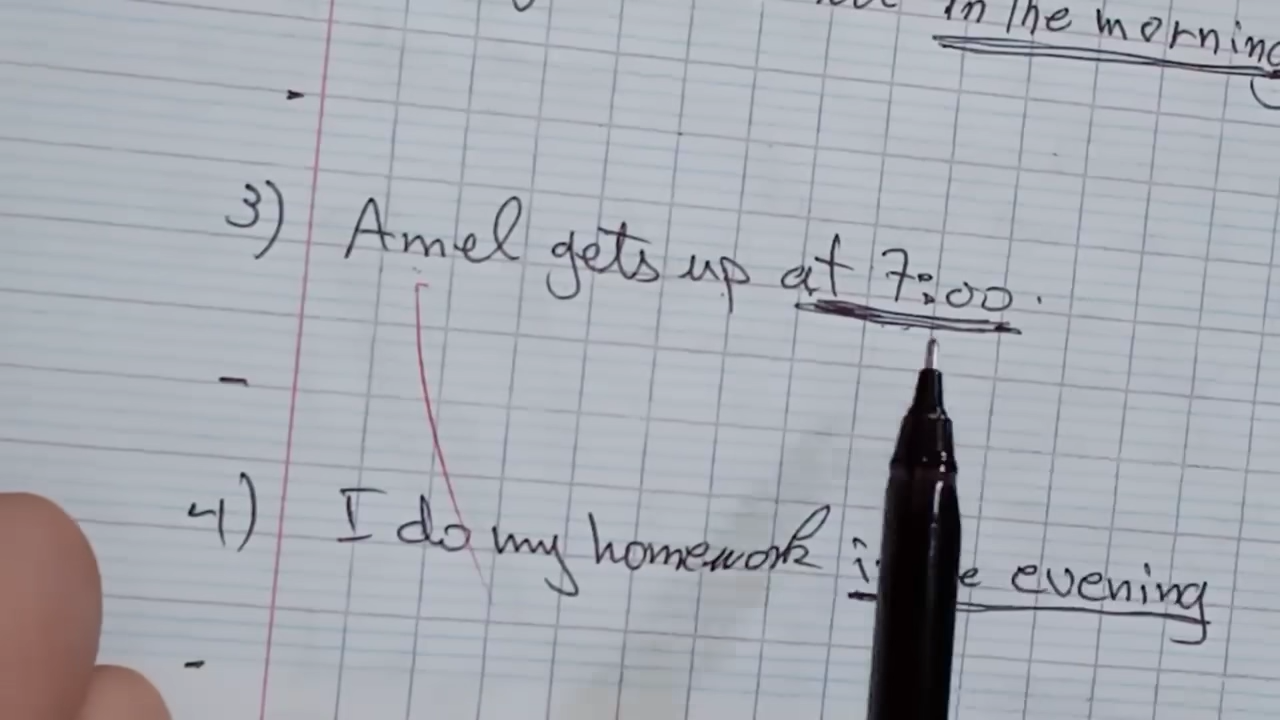 in the morning
3) Amel gets up at 7:00.
-
4) I do my homework evening
-